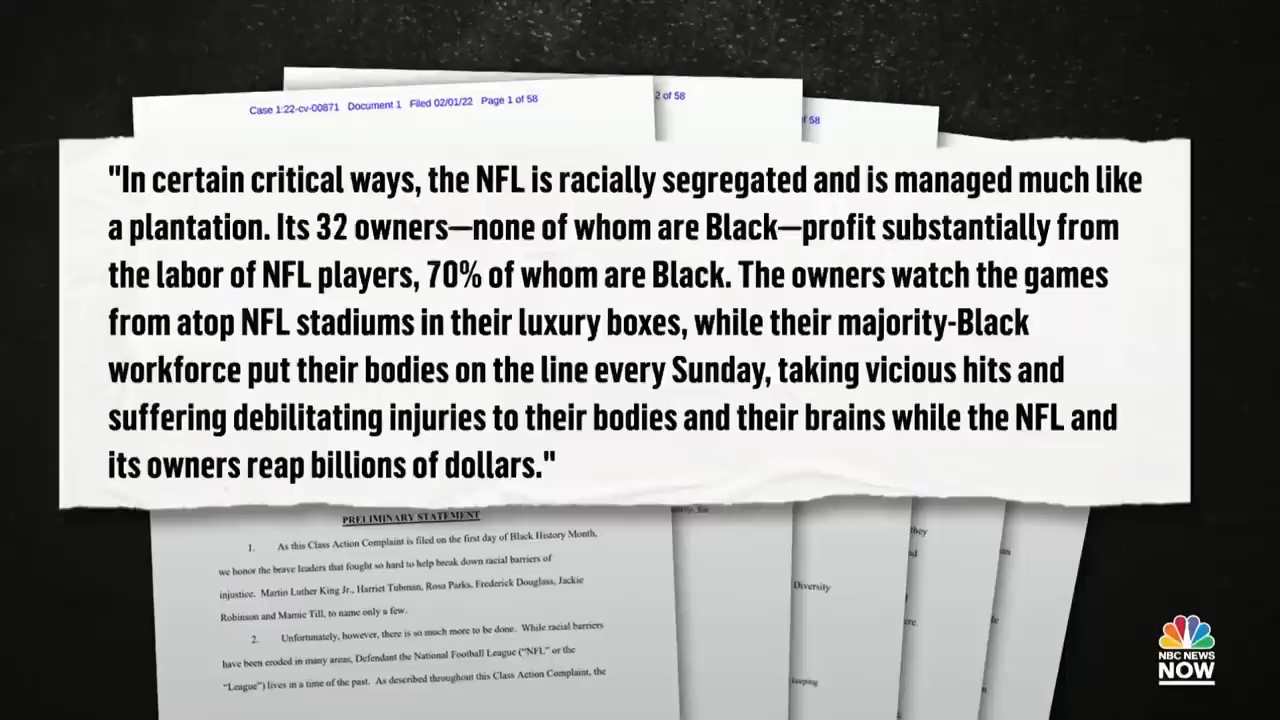 Case 1:22-cv-00871 Document 1 Filed 02/01/22 Page 1 of 58
2 of 58
of 58
"In certain critical ways, the NFL is racially segregated and is managed much like
a plantation. Its 32 owners—none of whom are Black—profit substantially from
the labor of NFL players, 70% of whom are Black. The owners watch the games
from atop NFL stadiums in their luxury boxes, while their majority-Black
workforce put their bodies on the line every Sunday, taking vicious hits and
suffering debilitating injuries to their bodies and their brains while the NFL and
its owners reap billions of dollars."
PRELIMINARY STATEMENT
1. As this Class Action Complaint is filed on the first day of Black History Month,
we honor the brave leaders that fought so hard to help break down racial barriers of
injustice. Martin Luther King Jr., Harriet Tubman, Rosa Parks, Frederick Douglass, Jackie
Robinson and Mamie Till, to name only a few.
2. Unfortunately, however, there is so much more to be done. While racial barriers
have been eroded in many areas, Defendant the National Football League ("NFL" or the
"League") lives in a time of the past. As described throughout this Class Action Complaint, the
they
Diversity
keeping
NBC NEWS
NOW